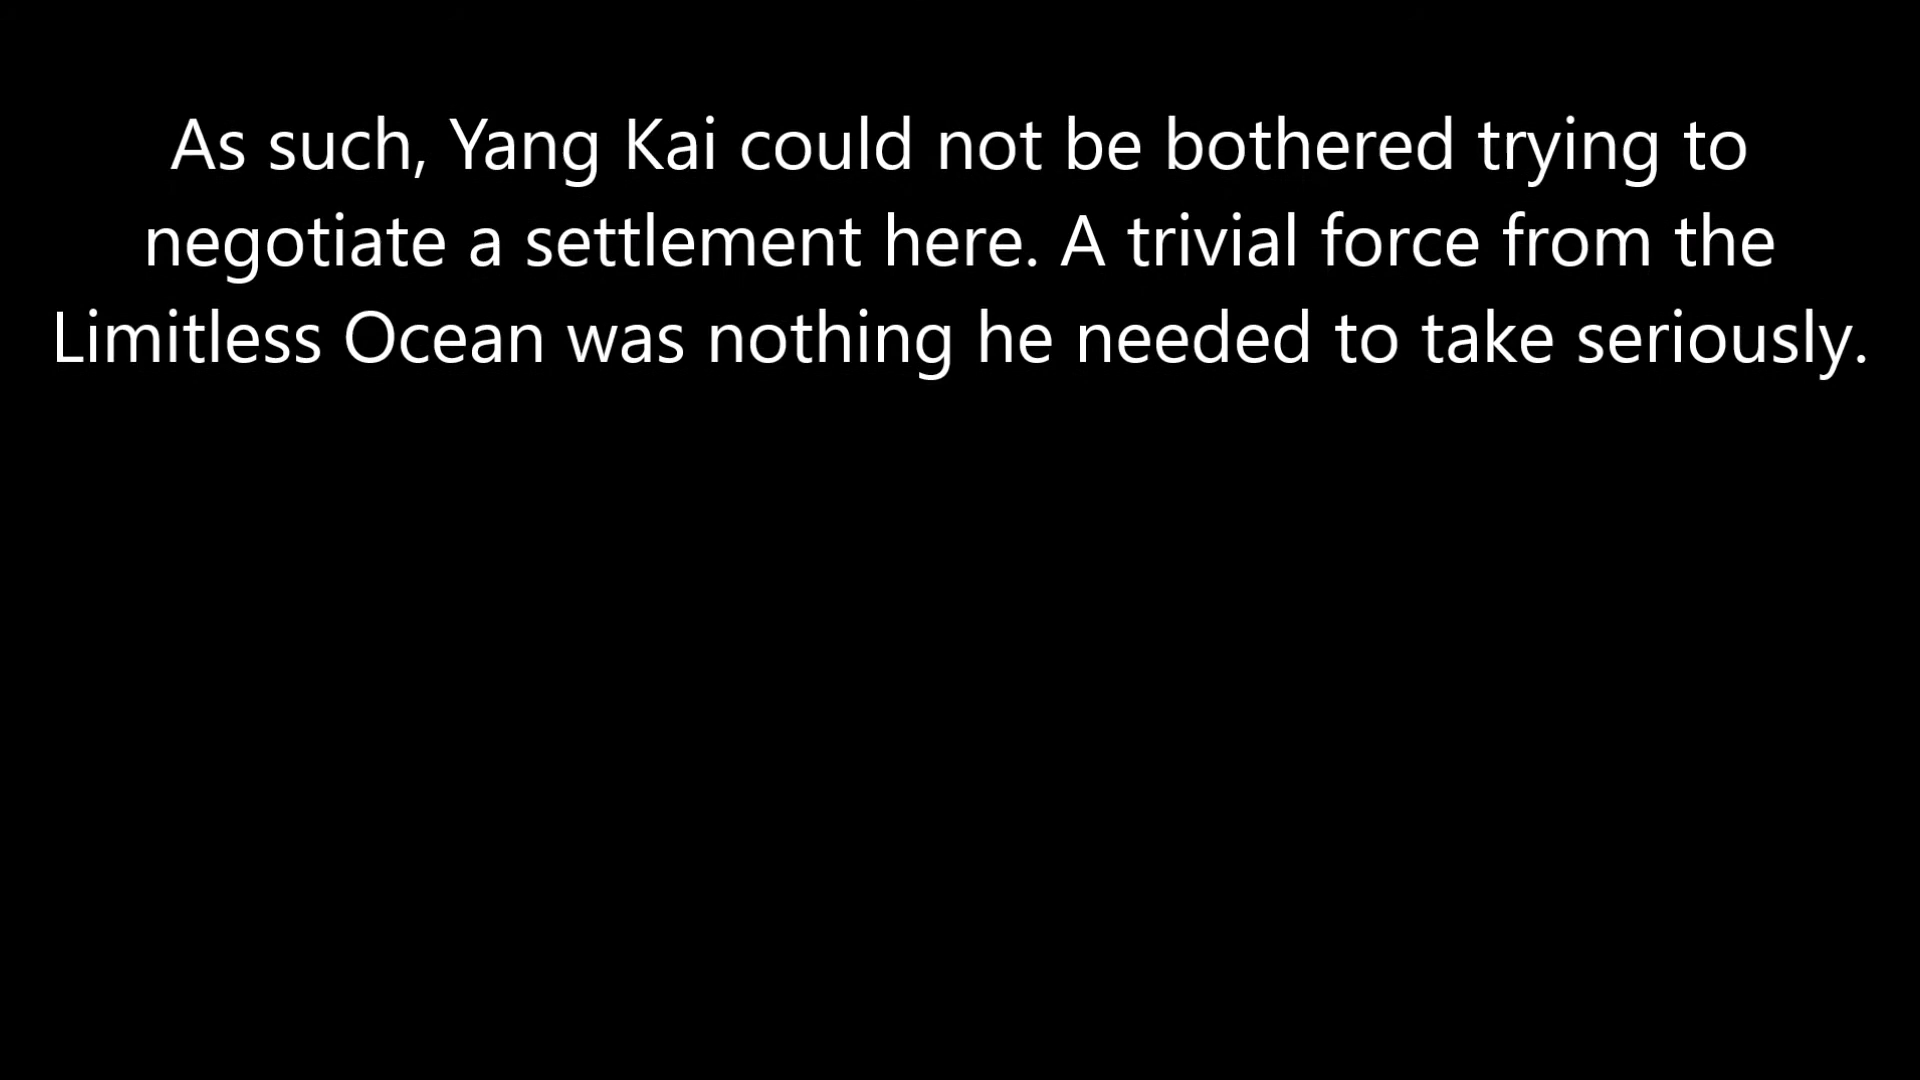 As such, Yang Kai could not be bothered trying to
negotiate a settlement here. A trivial force from the
Limitless Ocean was nothing he needed to take seriously.